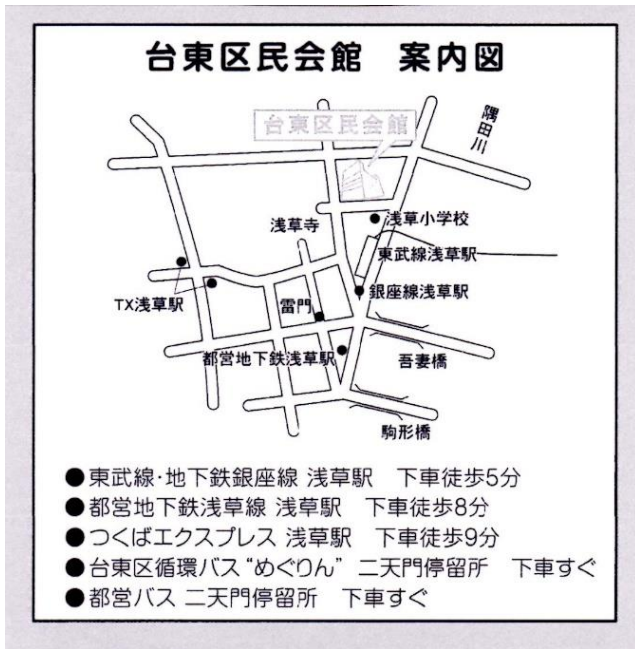 台東区民会館　案内図
台東区民会館
隅田川
浅草寺
浅草小学校
東武線浅草駅
銀座線浅草駅
TX浅草駅
雷門
都営地下鉄浅草駅
吾妻橋
駒形橋
●東武線・地下鉄銀座線 浅草駅　下車徒歩5分
●都営地下鉄浅草線 浅草駅　下車徒歩8分
●つくばエクスプレス 浅草駅　下車徒歩9分
●台東区循環バス“めぐりん” 二天門停留所　下車すぐ
●都営バス 二天門停留所　下車すぐ